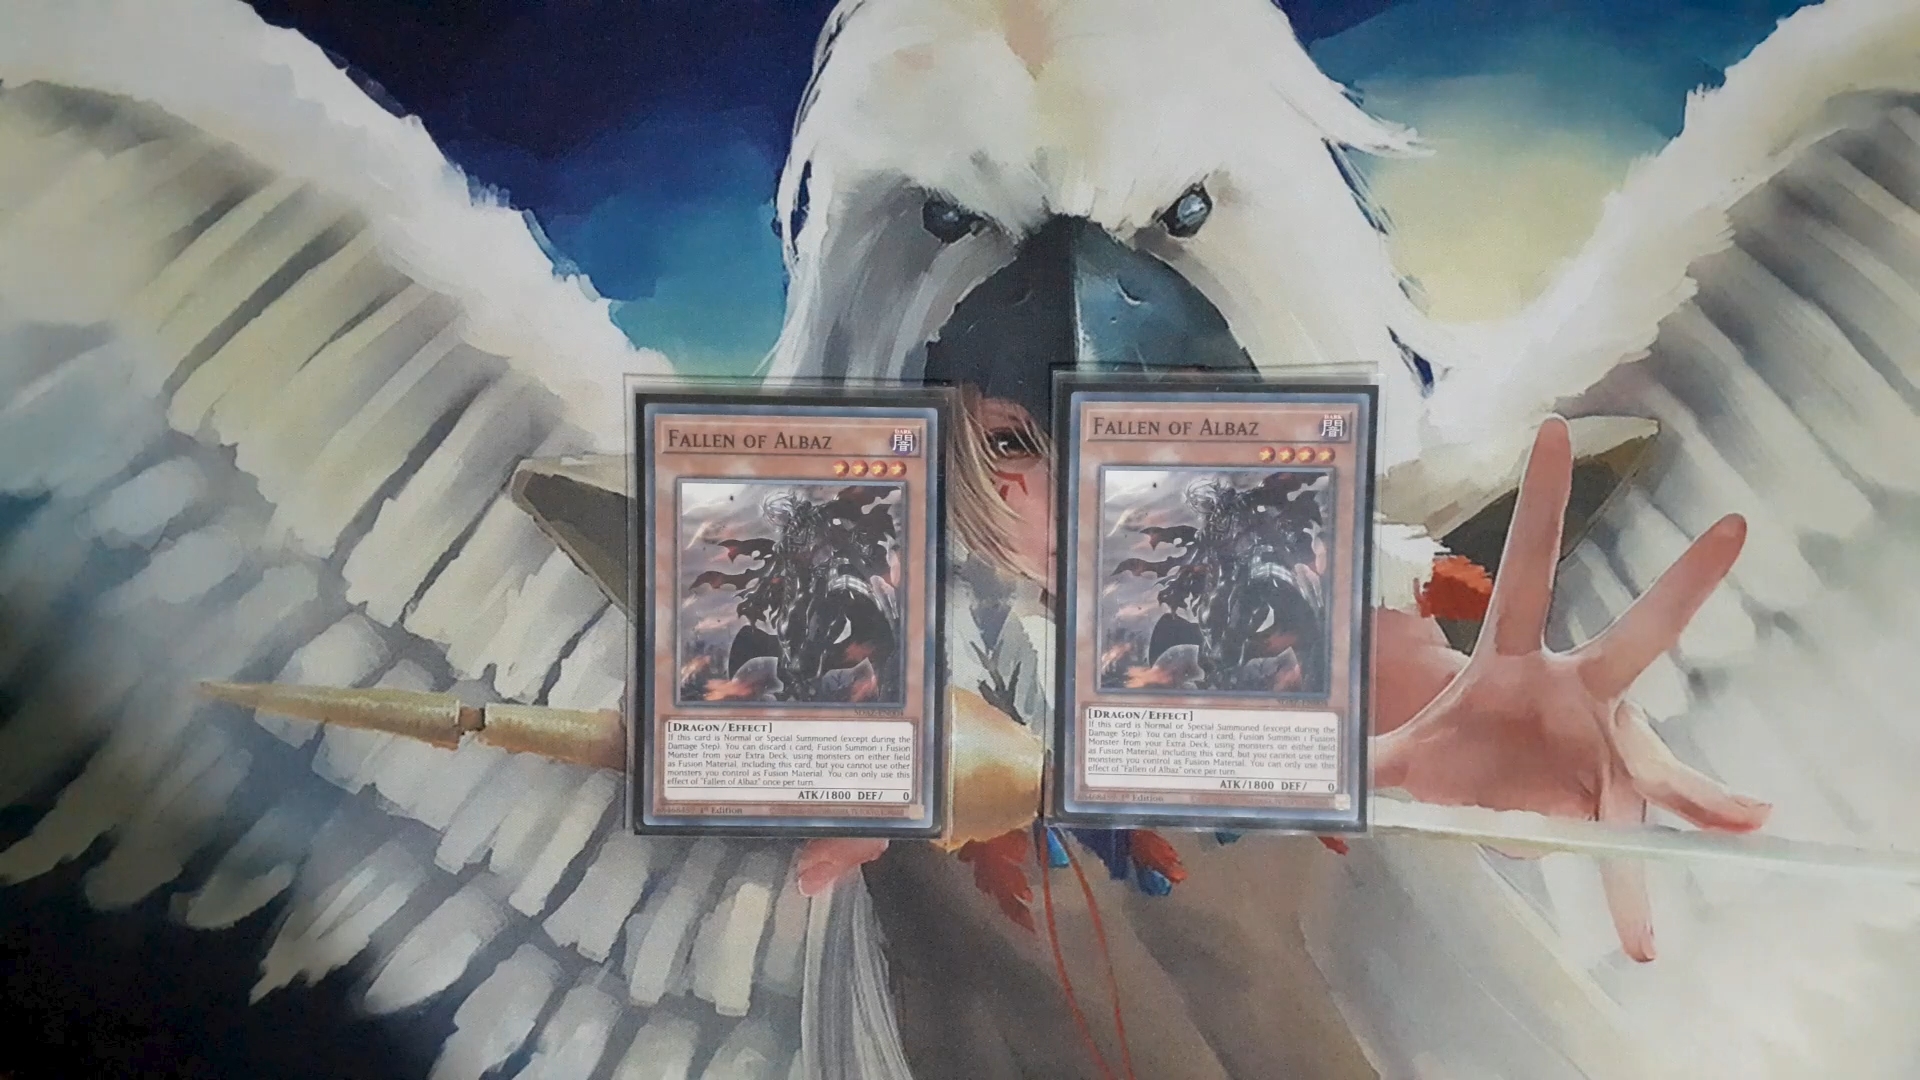 FALLEN OF ALBAZ
DARK
闇
[DRAGON/EFFECT]
If this card is Normal or Special Summoned (except during the
Damage Step): You can discard 1 card; Fusion Summon 1 Fusion
Monster from your Extra Deck, using monsters on either field
as Fusion Material, including this card, but you cannot use other
monsters you control as Fusion Material. You can only use this
effect of "Fallen of Albaz" once per turn.
ATK/1800 DEF/ 0
1st Edition
FALLEN OF ALBAZ
DARK
闇
[DRAGON/EFFECT]
If this card is Normal or Special Summoned (except during the
Damage Step): You can discard 1 card; Fusion Summon 1 Fusion
Monster from your Extra Deck, using monsters on either field
as Fusion Material, including this card, but you cannot use other
monsters you control as Fusion Material. You can only use this
effect of "Fallen of Albaz" once per turn.
ATK/1800 DEF/ 0
1st Edition